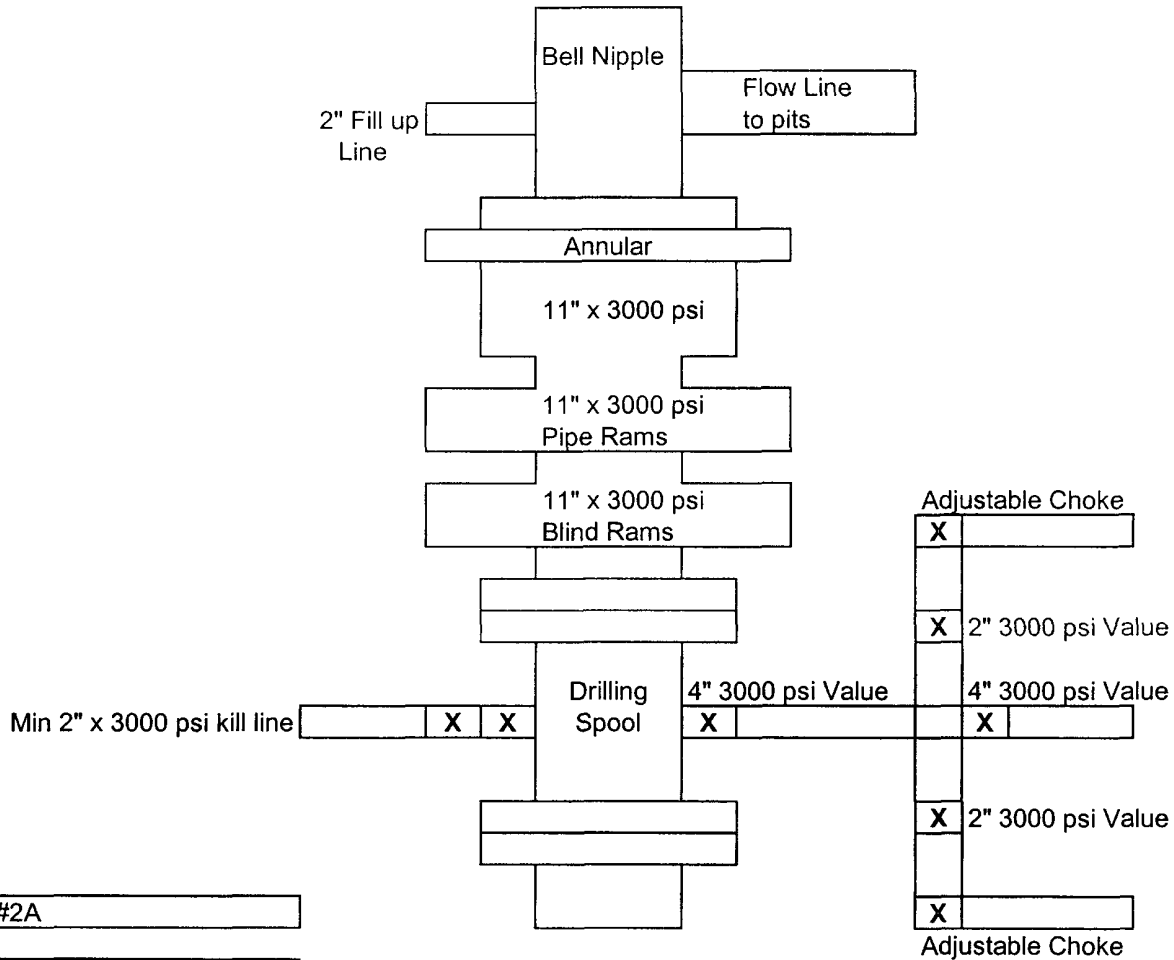 Bell Nipple
Flow Line
to pits
2" Fill up
Line
Annular
11" x 3000 psi
11" x 3000 psi
Pipe Rams
11" x 3000 psi
Blind Rams
Adjustable Choke
X
X 2" 3000 psi Value
Drilling
Spool
4" 3000 psi Value
4" 3000 psi Value
Min 2" x 3000 psi kill line
X X
X
X
X 2" 3000 psi Value
#2A
X
Adjustable Choke